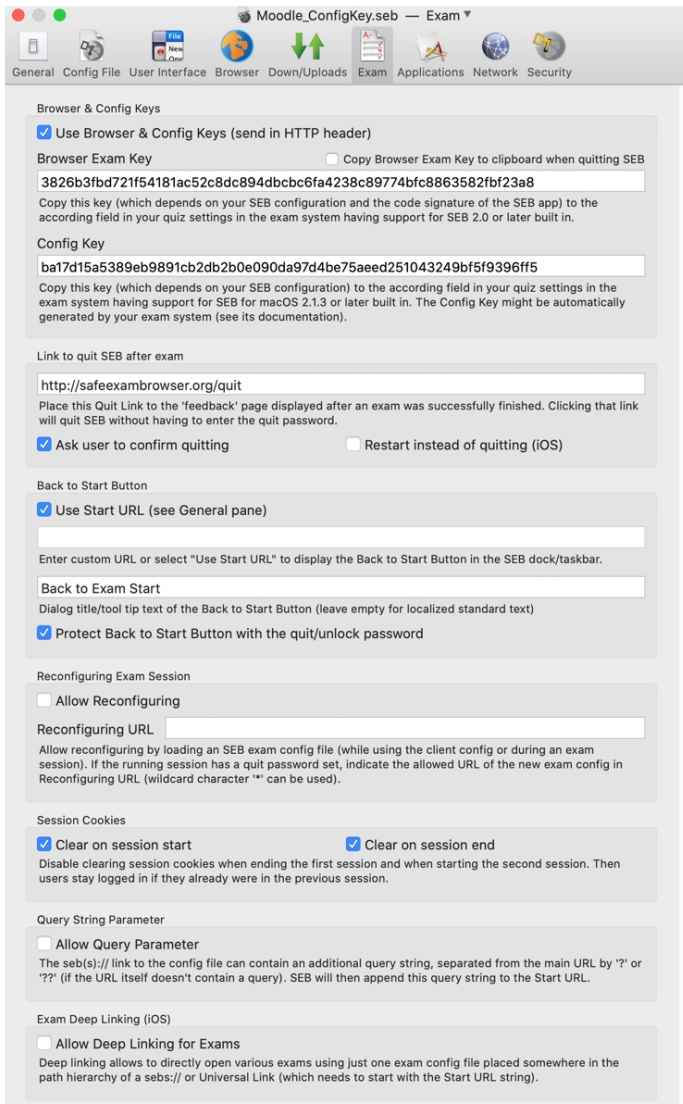 Moodle_ConfigKey.seb — Exam
File
New
General Config File User Interface Browser Down/Uploads Exam Applications Network Security
Browser & Config Keys
Use Browser & Config Keys (send in HTTP header)
Browser Exam Key
Copy Browser Exam Key to clipboard when quitting SEB
3826b3fbd721f54181ac52c8dc894dbcbc6fa4238c89774bfc8863582fbf23a8
Copy this key (which depends on your SEB configuration and the code signature of the SEB app) to the
according field in your quiz settings in the exam system having support for SEB 2.0 or later built in.
Config Key
ba17d15a5389eb9891cb2db2b0e090da97d4be75aeed251043249bf5f9396ff5
Copy this key (which depends on your SEB configuration) to the according field in your quiz settings in the
exam system having support for SEB for macOS 2.1.3 or later built in. The Config Key might be automatically
generated by your exam system (see its documentation).
Link to quit SEB after exam
http://safeexambrowser.org/quit
Place this Quit Link to the 'feedback' page displayed after an exam was successfully finished. Clicking that link
will quit SEB without having to enter the quit password.
Ask user to confirm quitting
Restart instead of quitting (iOS)
Back to Start Button
Use Start URL (see General pane)
Enter custom URL or select "Use Start URL" to display the Back to Start Button in the SEB dock/taskbar.
Back to Exam Start
Dialog title/tool tip text of the Back to Start Button (leave empty for localized standard text)
Protect Back to Start Button with the quit/unlock password
Reconfiguring Exam Session
Allow Reconfiguring
Reconfiguring URL
Allow reconfiguring by loading an SEB exam config file (while using the client config or during an exam
session). If the running session has a quit password set, indicate the allowed URL of the new exam config in
Reconfiguring URL (wildcard character '*' can be used).
Session Cookies
Clear on session start
Clear on session end
Disable clearing session cookies when ending the first session and when starting the second session. Then
users stay logged in if they already were in the previous session.
Query String Parameter
Allow Query Parameter
The seb(s):// link to the config file can contain an additional query string, separated from the main URL by '?' or
'??' (if the URL itself doesn't contain a query). SEB will then append this query string to the Start URL.
Exam Deep Linking (iOS)
Allow Deep Linking for Exams
Deep linking allows to directly open various exams using just one exam config file placed somewhere in the
path hierarchy of a sebs:// or Universal Link (which needs to start with the Start URL string).